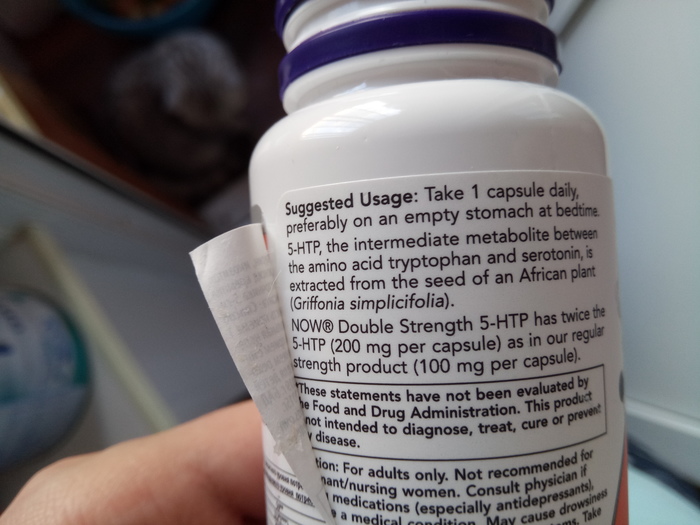 Suggested Usage: Take 1 capsule daily,
preferably on an empty stomach at bedtime.
5-HTP, the intermediate metabolite between
the amino acid tryptophan and serotonin, is
extracted from the seed of an African plant
(Griffonia simplicifolia).
NOW® Double Strength 5-HTP has twice the
5-HTP (200 mg per capsule) as in our regular
strength product (100 mg per capsule).
*These statements have not been evaluated by
he Food and Drug Administration. This product
not intended to diagnose, treat, cure or prevent
y disease.
tion: For adults only. Not recommended for
nant/nursing women. Consult physician if
medications (especially antidepressants),
e a medical condition. May cause drowsiness
Take